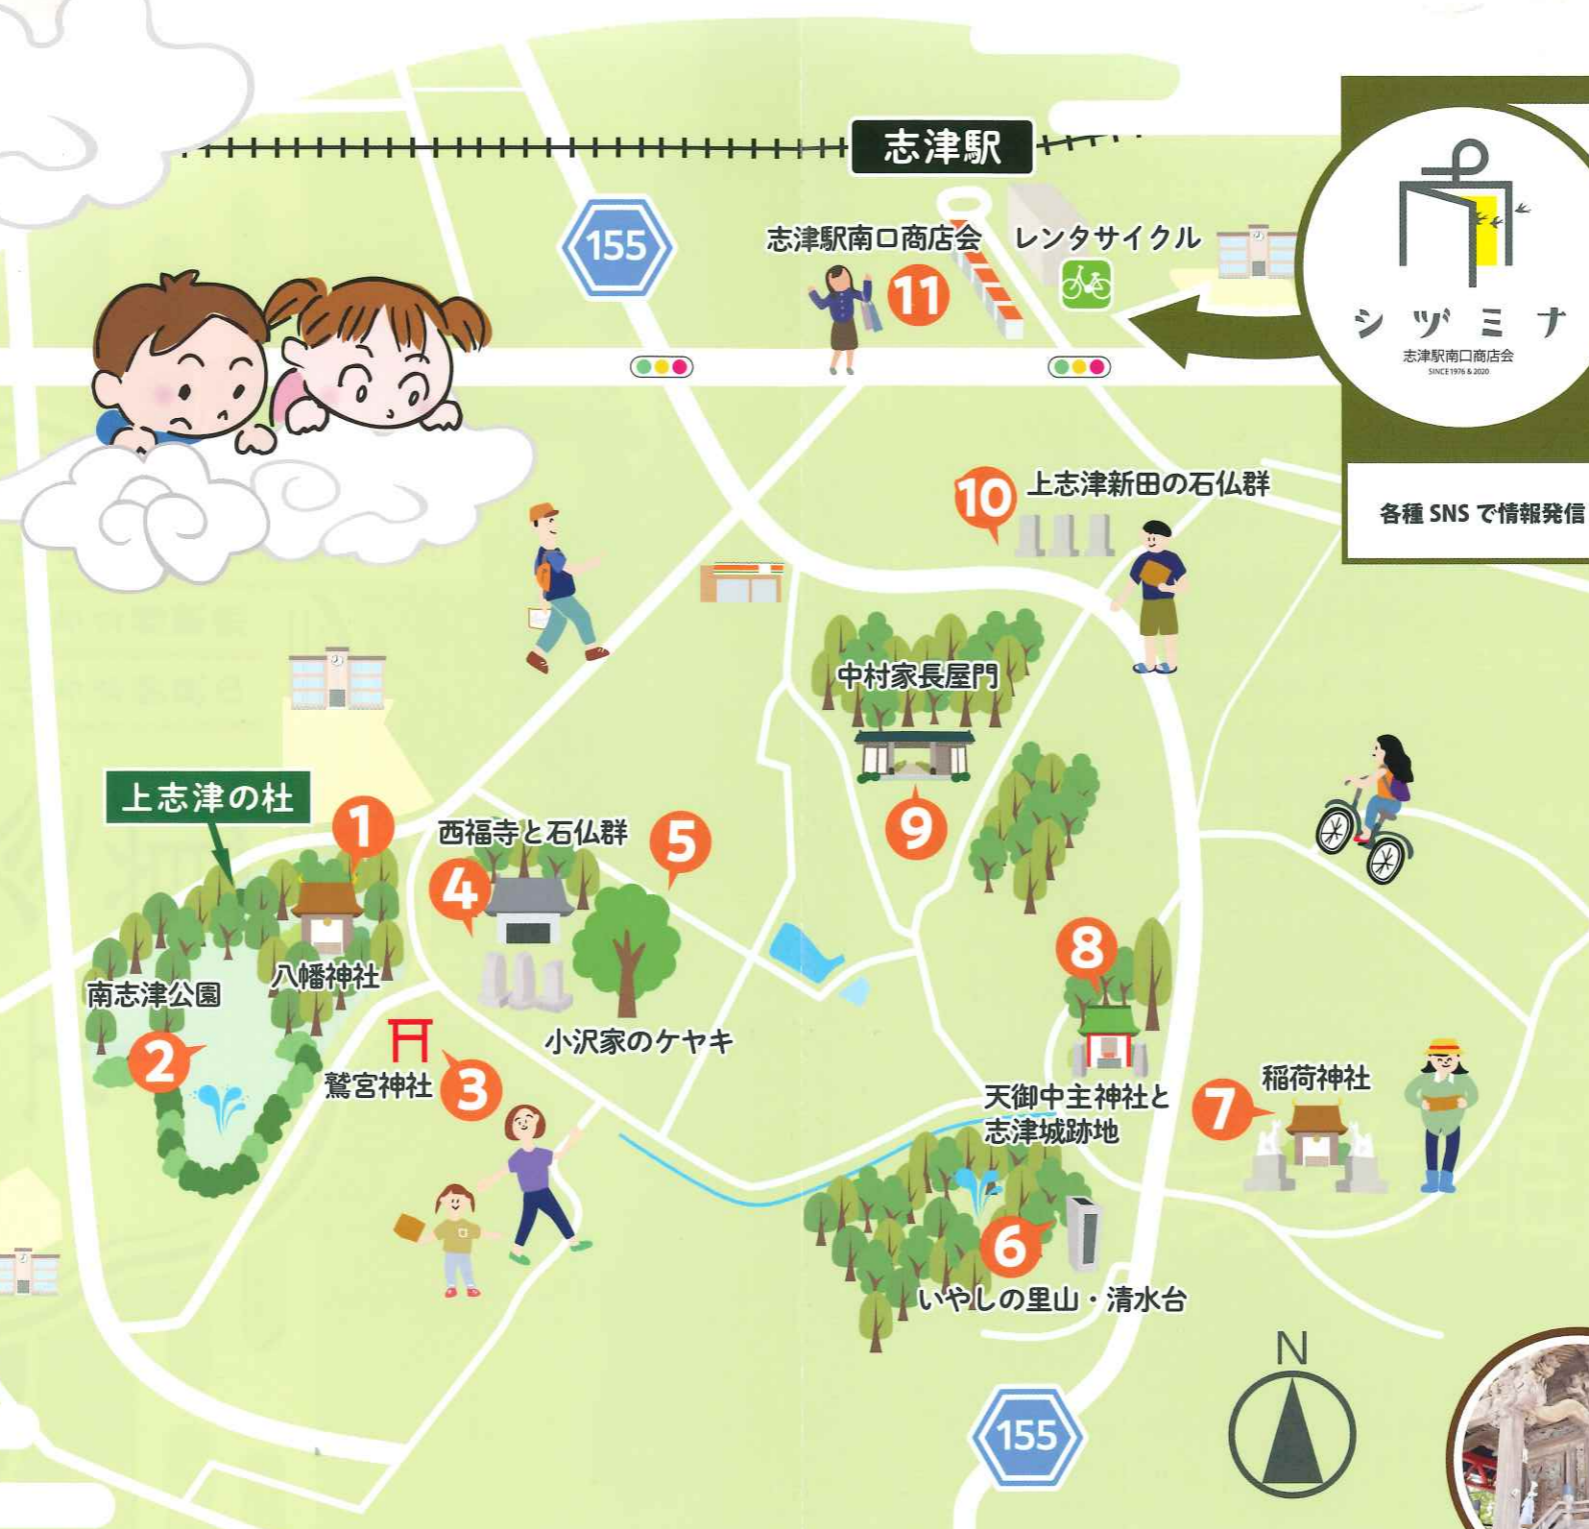 志津駅
155
志津駅南口商店会
レンタサイクル
11
シヅミナ
志津駅南口商店会
SINCE 1976 & 2020
各種 SNS で情報発信
10
上志津新田の石仏群
中村家長屋門
9
上志津の杜
1
西福寺と石仏群
5
4
八幡神社
南志津公園
2
小沢家のケヤキ
鷲宮神社
3
8
天御中主神社と
志津城跡地
7
稲荷神社
6
いやしの里山・清水台
N
155